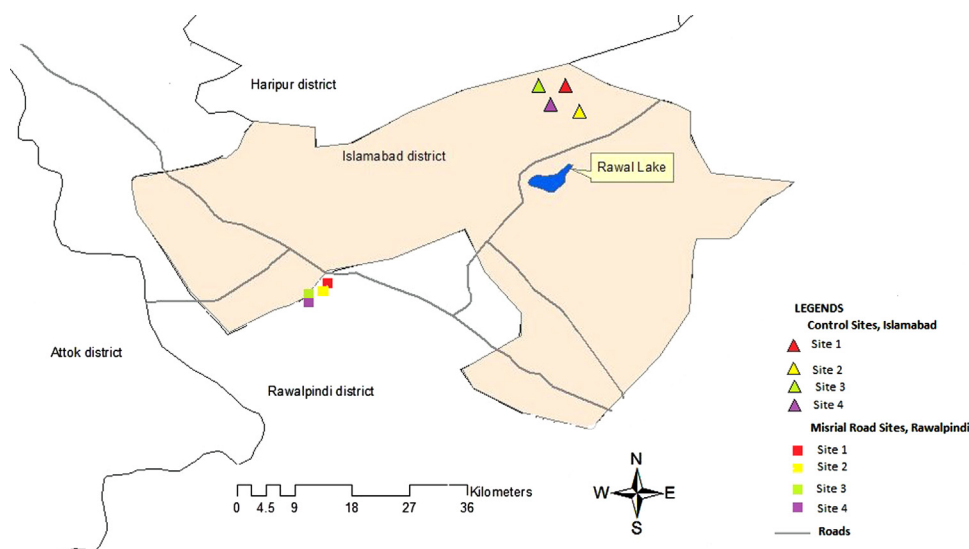 Haripur district
Islamabad district
Rawal Lake
Attok district
Rawalpindi district
LEGENDS
Control Sites, Islamabad
Site 1
Site 2
Site 3
Site 4
Misrial Road Sites, Rawalpindi
Site 1
Site 2
Site 3
Site 4
Roads
Kilometers
0 4.5 9 18 27 36
N
W E
S